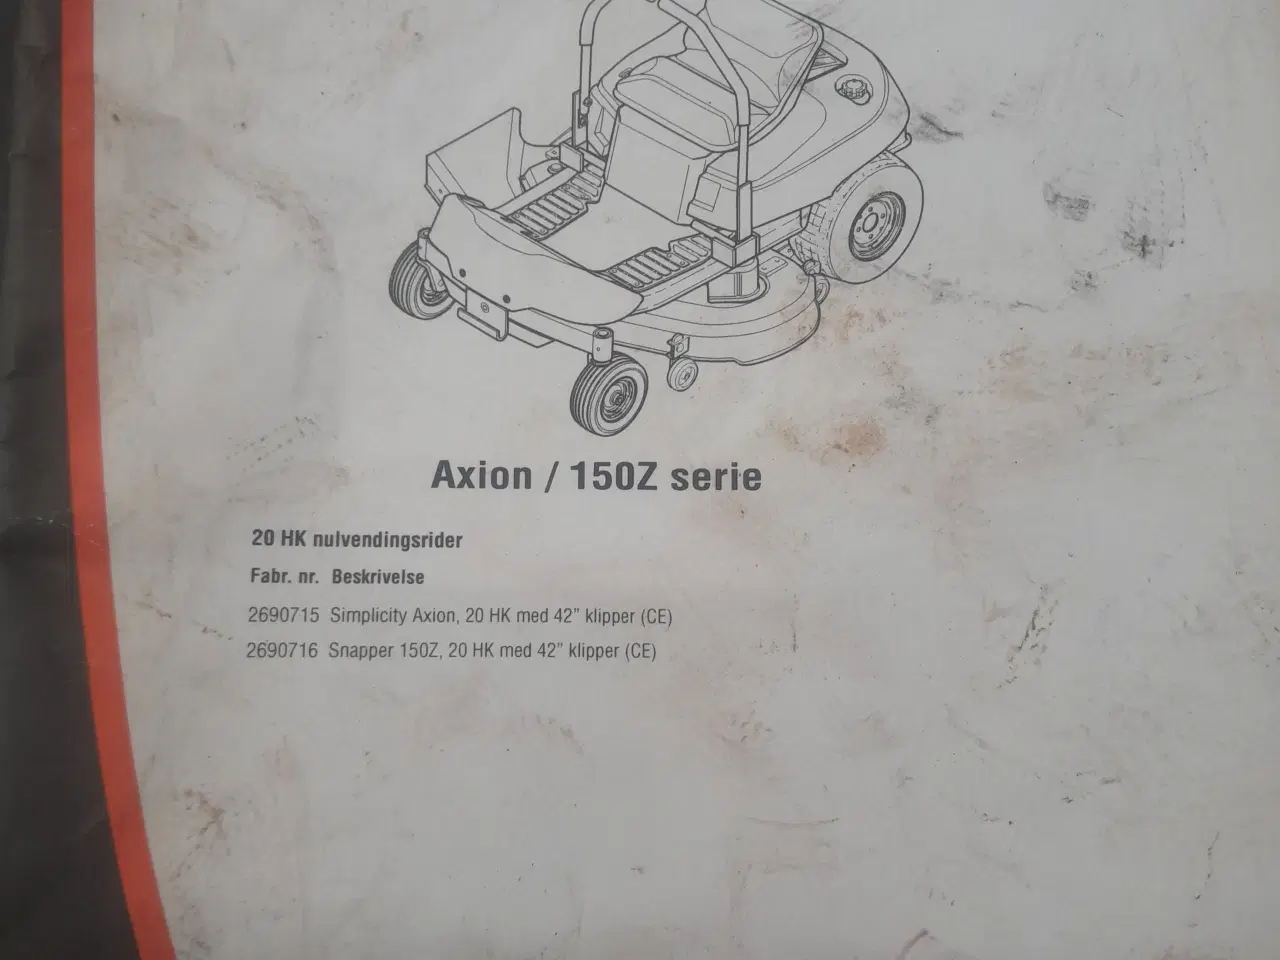 Axion / 150Z serie
20 HK nulvendingsrider
Fabr. nr. Beskrivelse
2690715 Simplicity Axion, 20 HK med 42” klipper (CE)
2690716 Snapper 150Z, 20 HK med 42” klipper (CE)